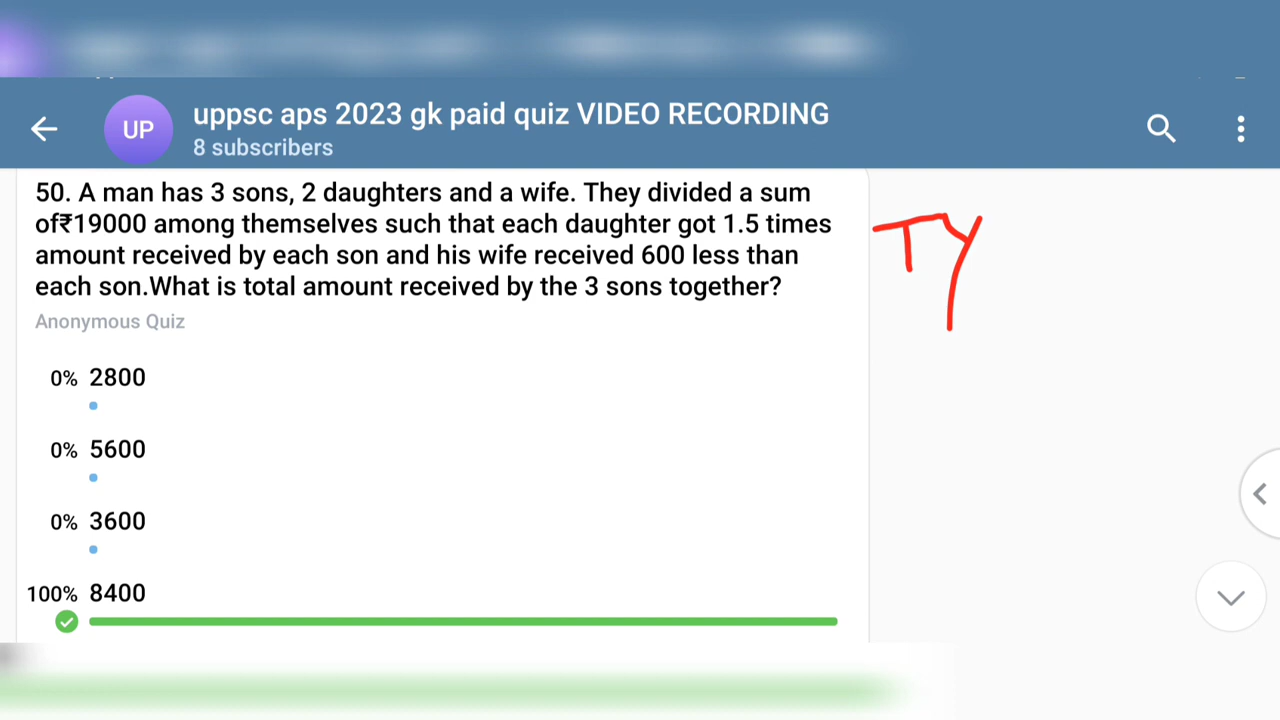 UP
uppsc aps 2023 gk paid quiz VIDEO RECORDING
8 subscribers
50. A man has 3 sons, 2 daughters and a wife. They divided a sum
of₹19000 among themselves such that each daughter got 1.5 times
amount received by each son and his wife received 600 less than
each son.What is total amount received by the 3 sons together?
TY
Anonymous Quiz
0% 2800
0% 5600
0% 3600
100% 8400